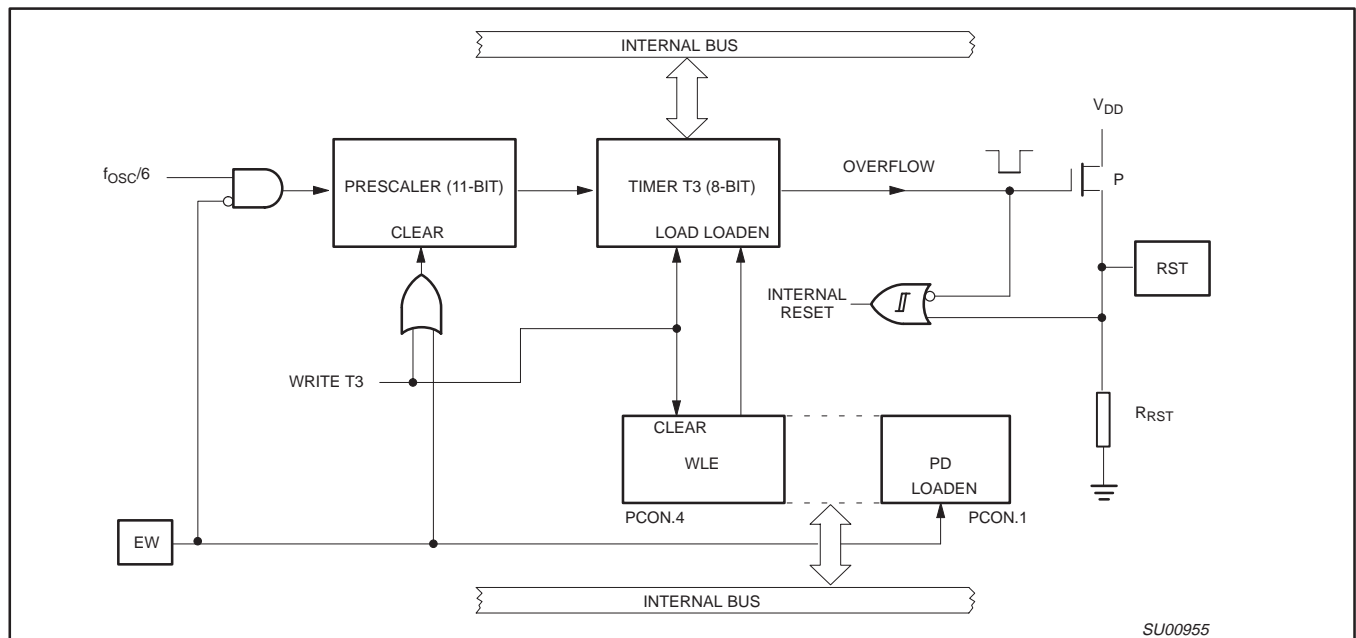 INTERNAL BUS
VDD
fOSC/6
PRESCALER (11-BIT)
CLEAR
TIMER T3 (8-BIT)
LOAD LOADEN
OVERFLOW
P
RST
INTERNAL
RESET
WRITE T3
RRST
CLEAR
WLE
PD
LOADEN
PCON.4
PCON.1
EW
INTERNAL BUS
SU00955